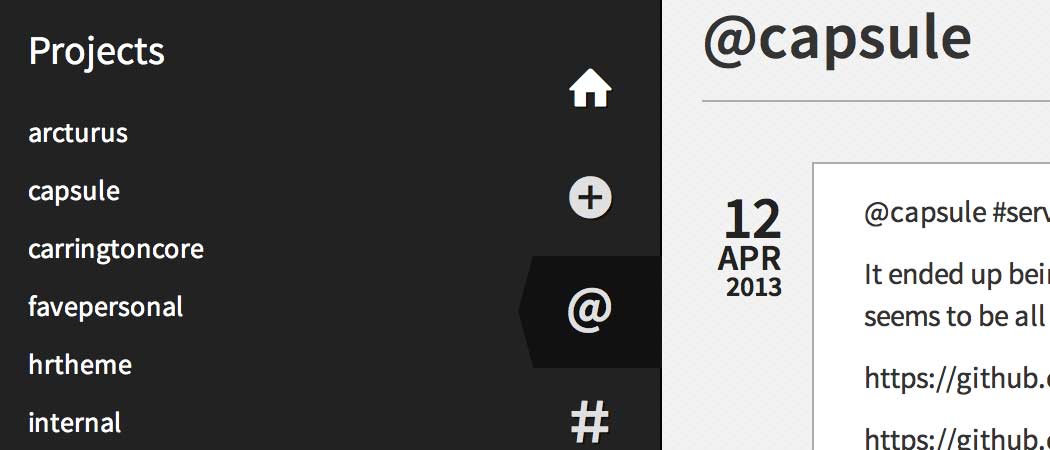 Projects
arcturus
capsule
carringtoncore
favepersonal
hrtheme
internal
@
#
@capsule
12
APR
2013
@capsule #serv
It ended up bein
seems to be all
https://github.c
https://github.c